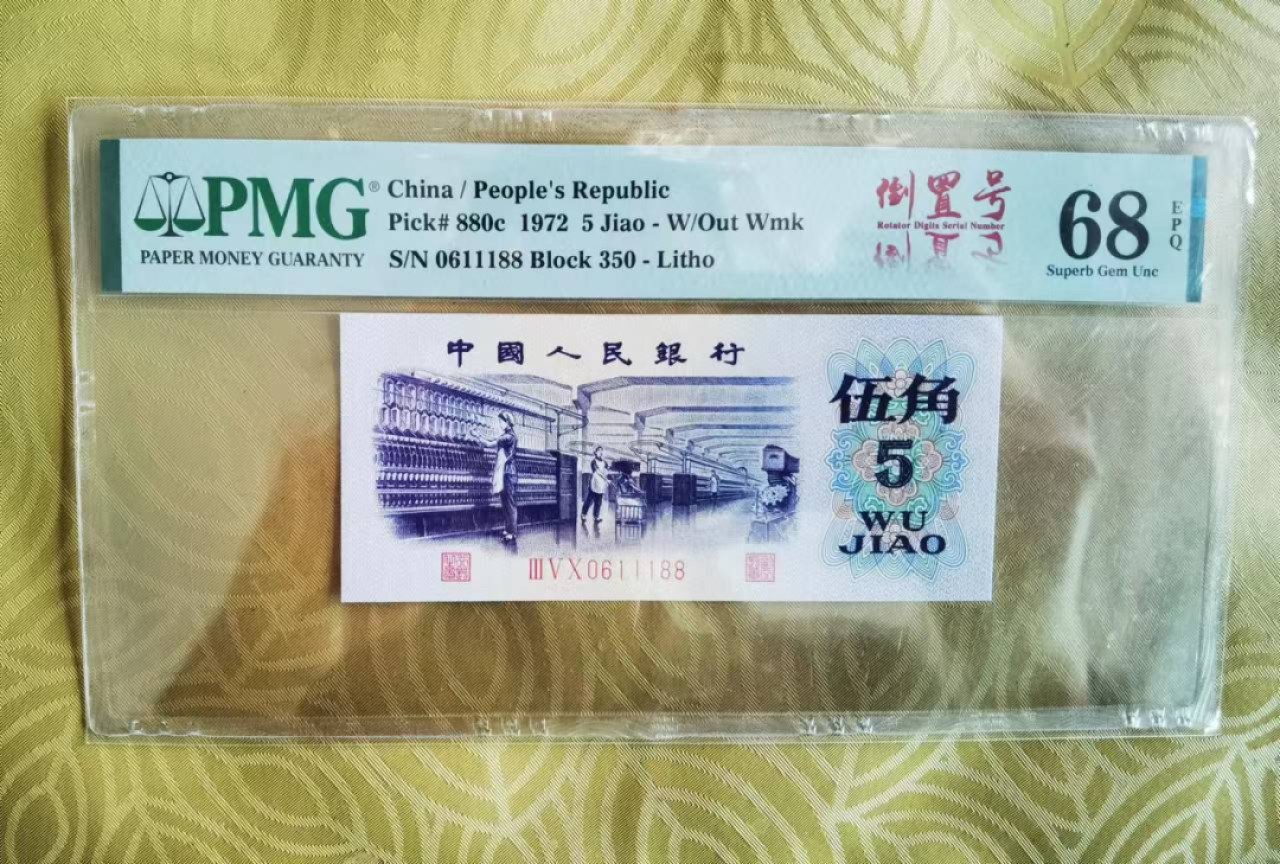 PMG®
PAPER MONEY GUARANTY
China / People's Republic
Pick# 880c 1972 5 Jiao - W/Out Wmk
S/N 0611188 Block 350 - Litho
倒置号
Rotator Digits Serial Number
68
EPQ
Superb Gem Unc
中國人民銀行
伍角
5
WU
JIAO
ⅢⅤⅩ0611188